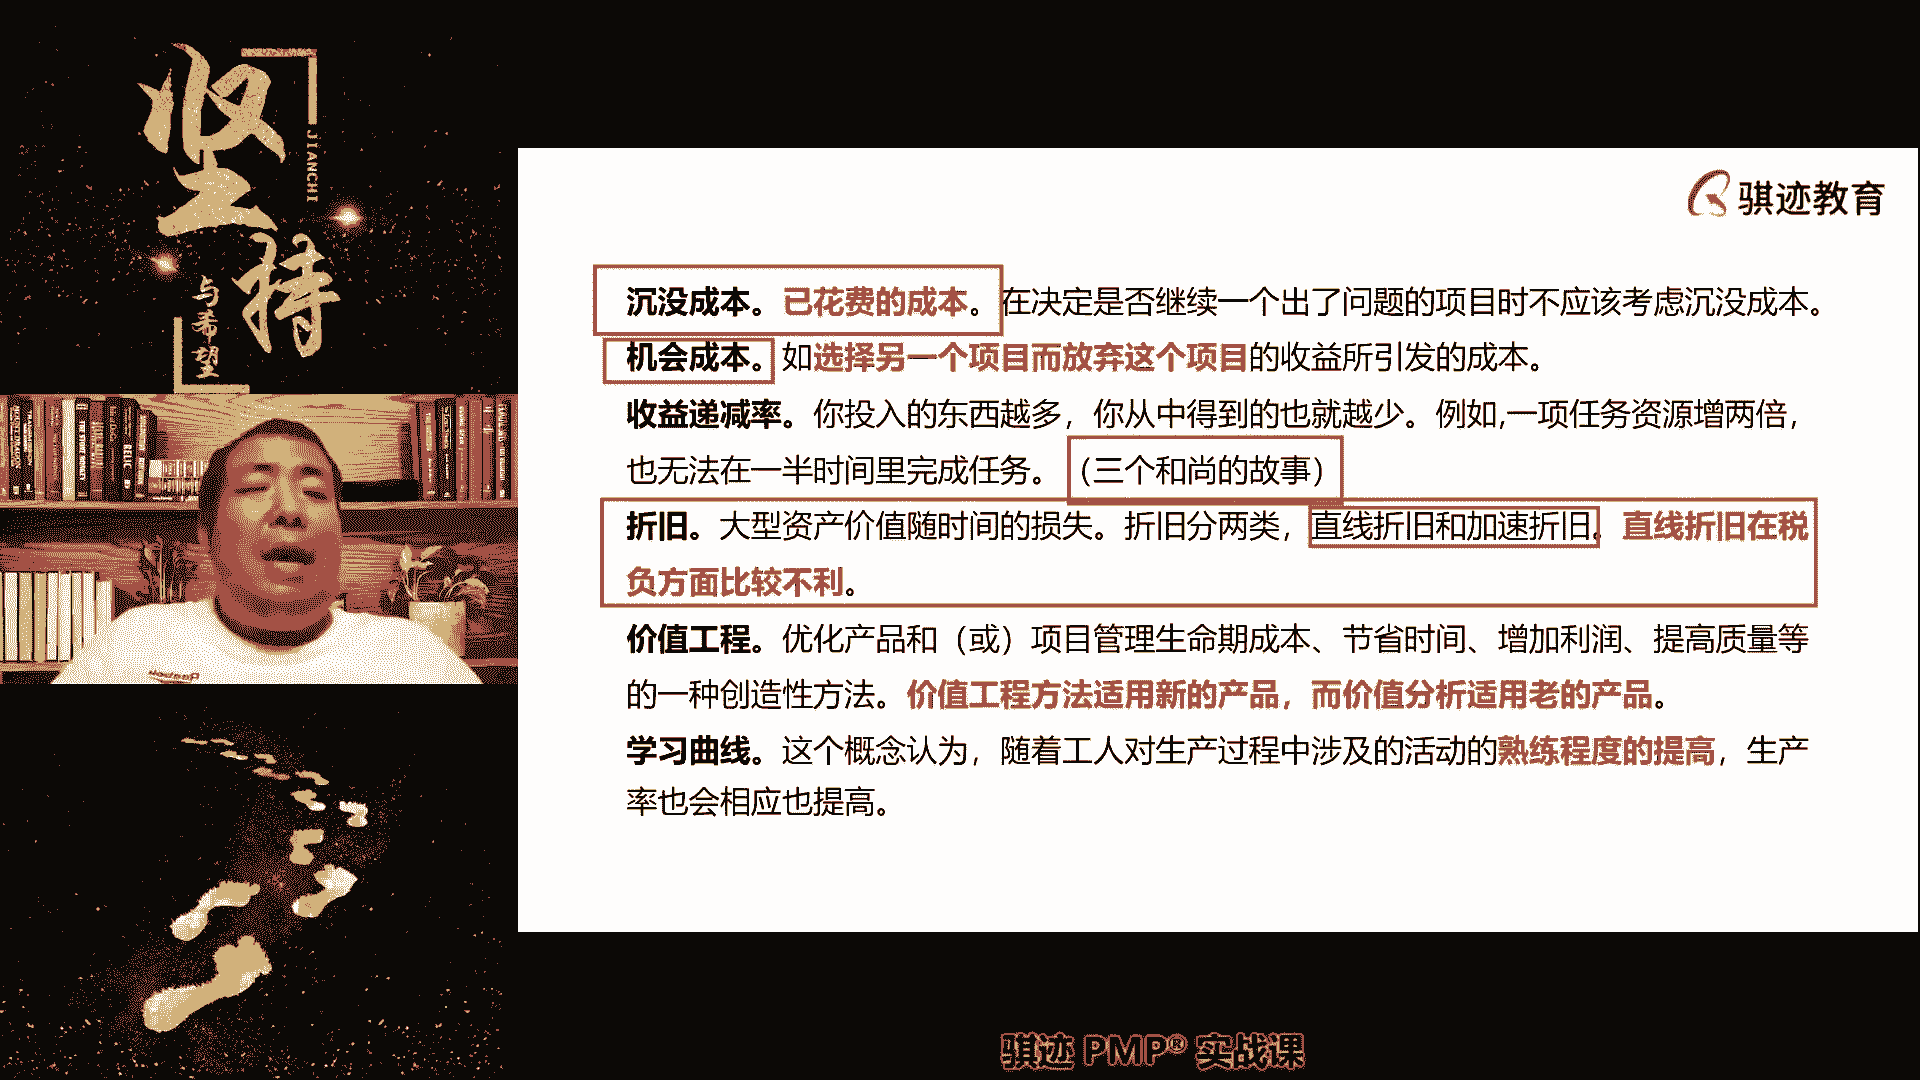 坚持
JIANCHI
与希望
骐迹教育
沉没成本。已花费的成本。在决定是否继续一个出了问题的项目时不应该考虑沉没成本。
机会成本。如选择另一个项目而放弃这个项目的收益所引发的成本。
收益递减率。你投入的东西越多，你从中得到的也就越少。例如,一项任务资源增两倍，
也无法在一半时间里完成任务。（三个和尚的故事）
折旧。大型资产价值随时间的损失。折旧分两类，直线折旧和加速折旧。直线折旧在税
负方面比较不利。
价值工程。优化产品和（或）项目管理生命期成本、节省时间、增加利润、提高质量等
的一种创造性方法。价值工程方法适用新的产品，而价值分析适用老的产品。
学习曲线。这个概念认为，随着工人对生产过程中涉及的活动的熟练程度的提高，生产
率也会相应也提高。
骐迹 PMP® 实战课